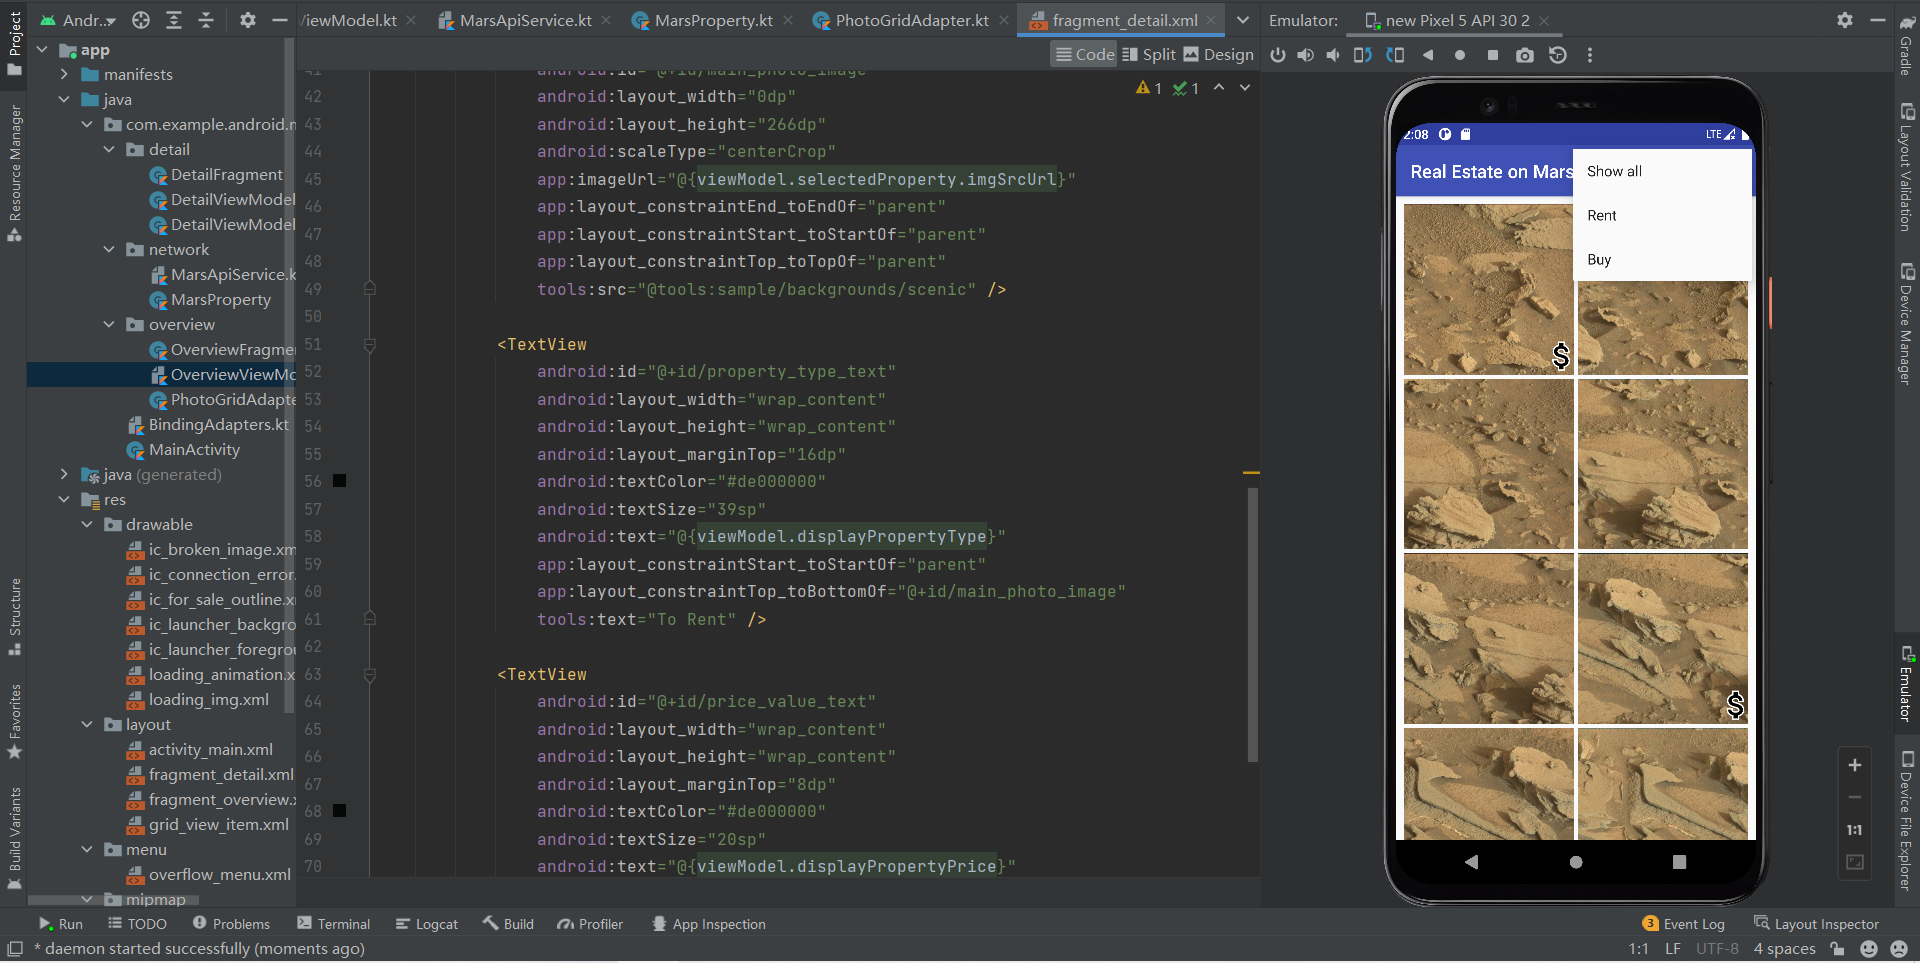 Project
Andr...
ViewModel.kt
MarsApiService.kt
MarsProperty.kt
PhotoGridAdapter.kt
fragment_detail.xml
Emulator:
new Pixel 5 API 30 2
Code
Split
Design
Resource Manager
Structure
Favorites
Build Variants
app
manifests
java
com.example.android.m
detail
DetailFragment
DetailViewModel
DetailViewModel
network
MarsApiService.k
MarsProperty
overview
OverviewFragme
OverviewViewMo
PhotoGridAdapte
BindingAdapters.kt
MainActivity
java (generated)
res
drawable
ic_broken_image.xm
ic_connection_error.
ic_for_sale_outline.x
ic_launcher_backgro
ic_launcher_foregrou
loading_animation.x
loading_img.xml
layout
activity_main.xml
fragment_detail.xml
fragment_overview.x
grid_view_item.xml
menu
overflow_menu.xml
mipmap
1 1
41 android:id="@+id/main_photo_image"
42 android:layout_width="0dp"
43 android:layout_height="266dp"
44 android:scaleType="centerCrop"
45 app:imageUrl="@{viewModel.selectedProperty.imgSrcUrl}"
46 app:layout_constraintEnd_toEndOf="parent"
47 app:layout_constraintStart_toStartOf="parent"
48 app:layout_constraintTop_toTopOf="parent"
49 tools:src="@tools:sample/backgrounds/scenic" />
50
51 <TextView
52 android:id="@+id/property_type_text"
53 android:layout_width="wrap_content"
54 android:layout_height="wrap_content"
55 android:layout_marginTop="16dp"
56 android:textColor="#de000000"
57 android:textSize="39sp"
58 android:text="@{viewModel.displayPropertyType}"
59 app:layout_constraintStart_toStartOf="parent"
60 app:layout_constraintTop_toBottomOf="@+id/main_photo_image"
61 tools:text="To Rent" />
62
63 <TextView
64 android:id="@+id/price_value_text"
65 android:layout_width="wrap_content"
66 android:layout_height="wrap_content"
67 android:layout_marginTop="8dp"
68 android:textColor="#de000000"
69 android:textSize="20sp"
70 android:text="@{viewModel.displayPropertyPrice}"
2:08
LTE
Real Estate on Mars
Show all
Rent
Buy
$
$
1:1
Gradle
Layout Validation
Device Manager
Emulator
Device File Explorer
Run
TODO
Problems
Terminal
Logcat
Build
Profiler
App Inspection
3 Event Log
Layout Inspector
* daemon started successfully (moments ago)
1:1 LF UTF-8 4 spaces